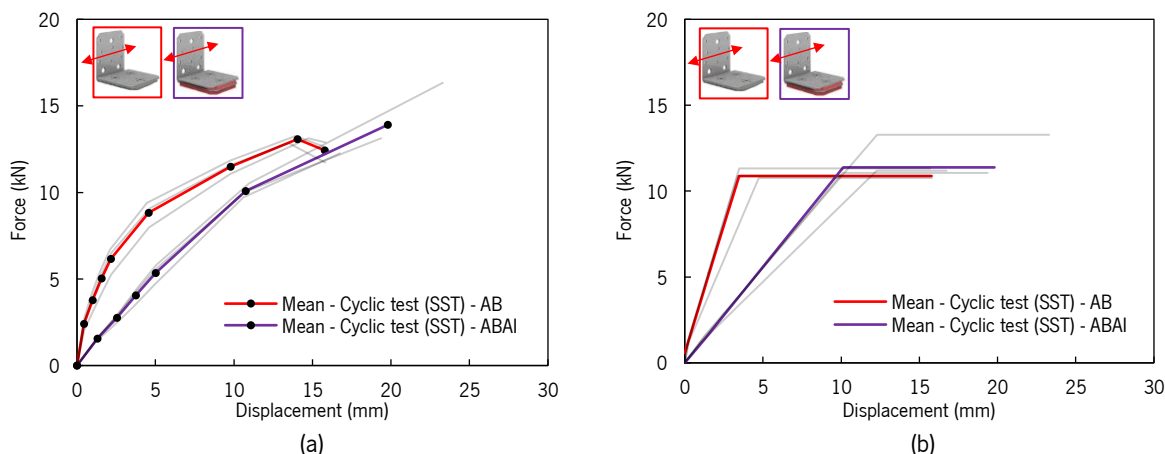 20
15
10
5
0
0 5 10 15 20 25 30
Force (kN)
Displacement (mm)
Mean - Cyclic test (SST) - AB
Mean - Cyclic test (SST) - ABAI
(a)
20
15
10
5
0
0 5 10 15 20 25 30
Force (kN)
Displacement (mm)
Mean - Cyclic test (SST) - AB
Mean - Cyclic test (SST) - ABAI
(b)